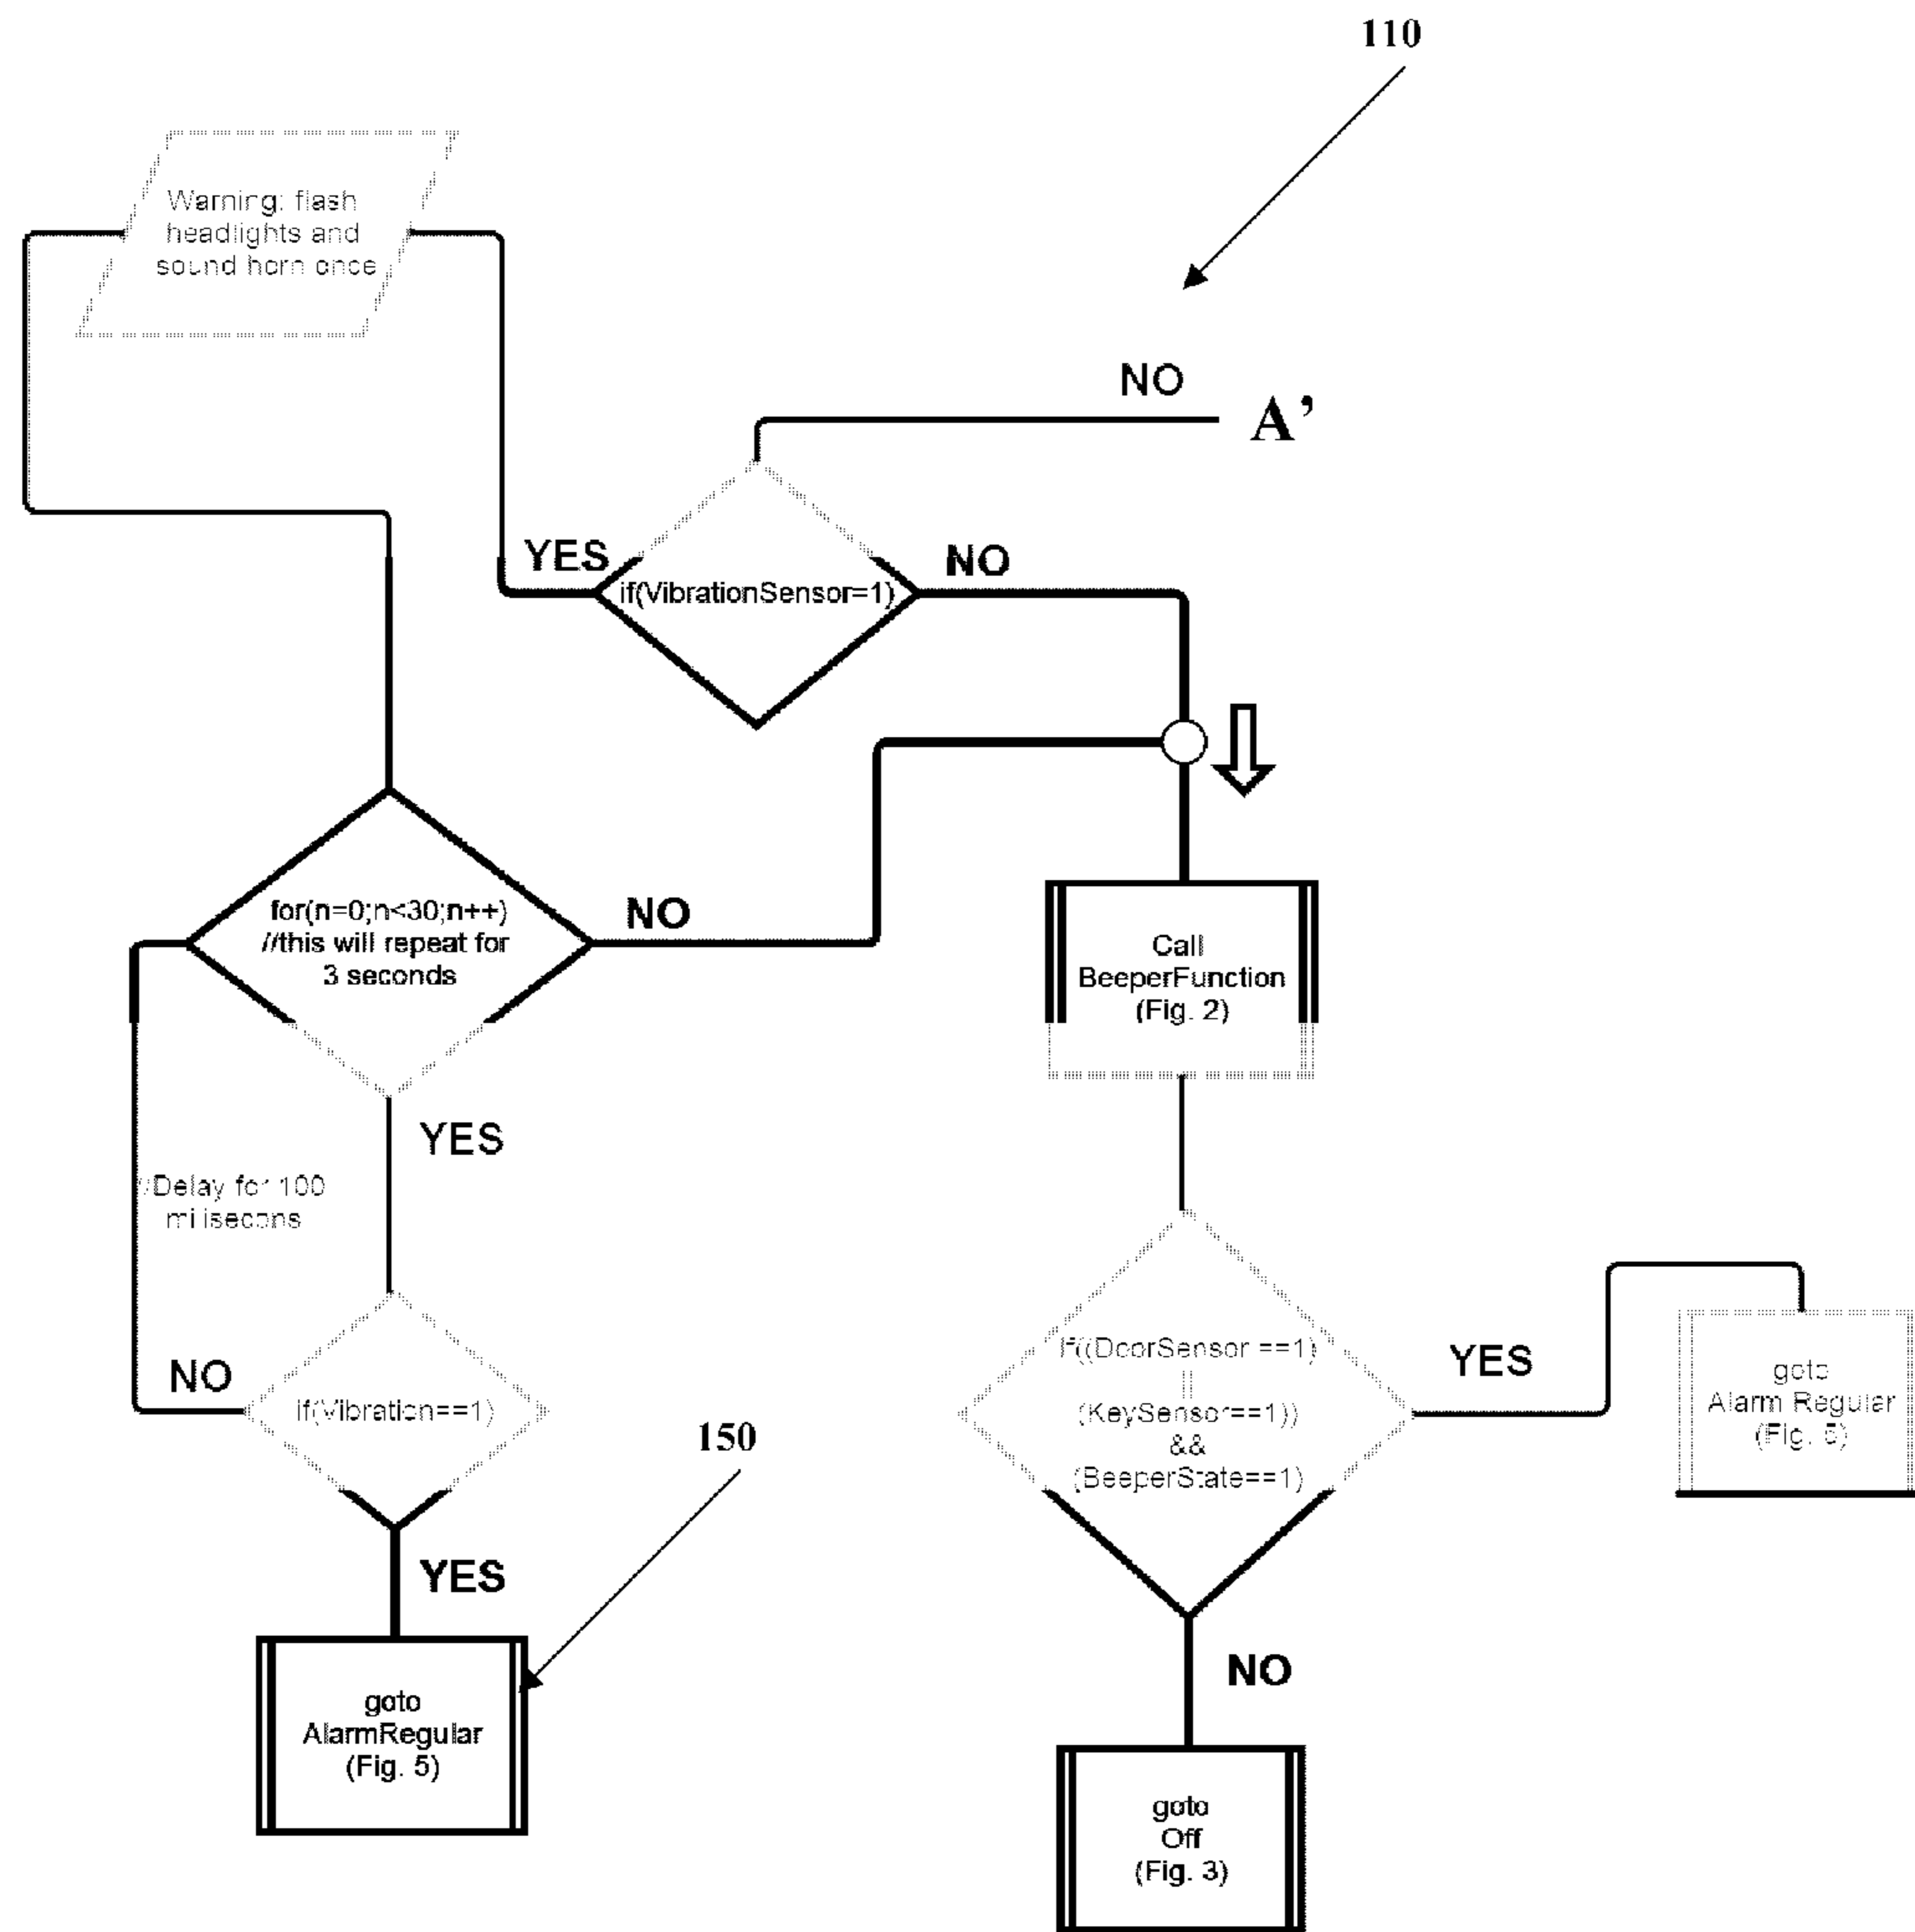 110
Warning: flash
headlights and
sound horn once
NO
A’
YES
NO
if(VibrationSensor=1)
for(n=0;n<30;n++)
//this will repeat for
3 seconds
NO
Call
BeeperFunction
(Fig. 2)
YES
//Delay for 100
milisecons
NO
if(Vibration==1)
if((DoorSensor ==1)
||
(KeySensor==1))
&&
(BeeperState==1)
YES
goto
Alarm Regular
(Fig. 5)
150
YES
NO
goto
AlarmRegular
(Fig. 5)
goto
Off
(Fig. 3)